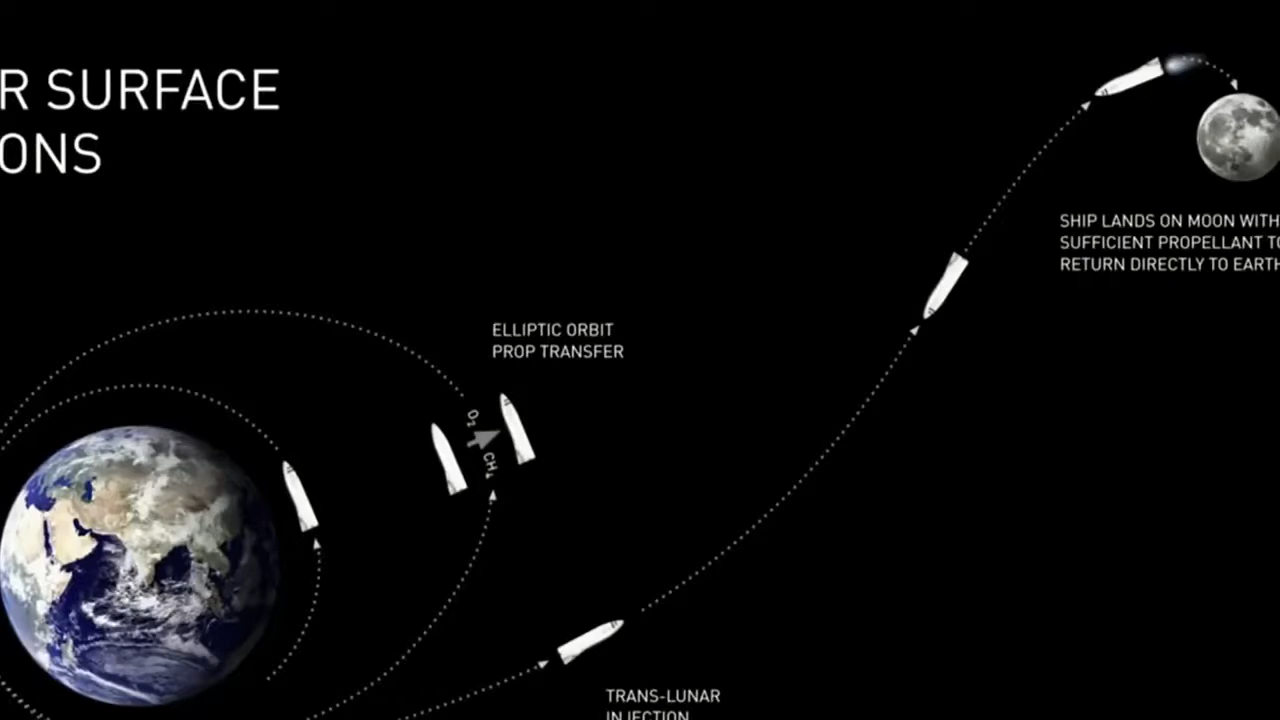 R SURFACE
ONS
SHIP LANDS ON MOON WITH
SUFFICIENT PROPELLANT TO
RETURN DIRECTLY TO EARTH
ELLIPTIC ORBIT
PROP TRANSFER
O₂
CH₄
TRANS-LUNAR
INJECTION